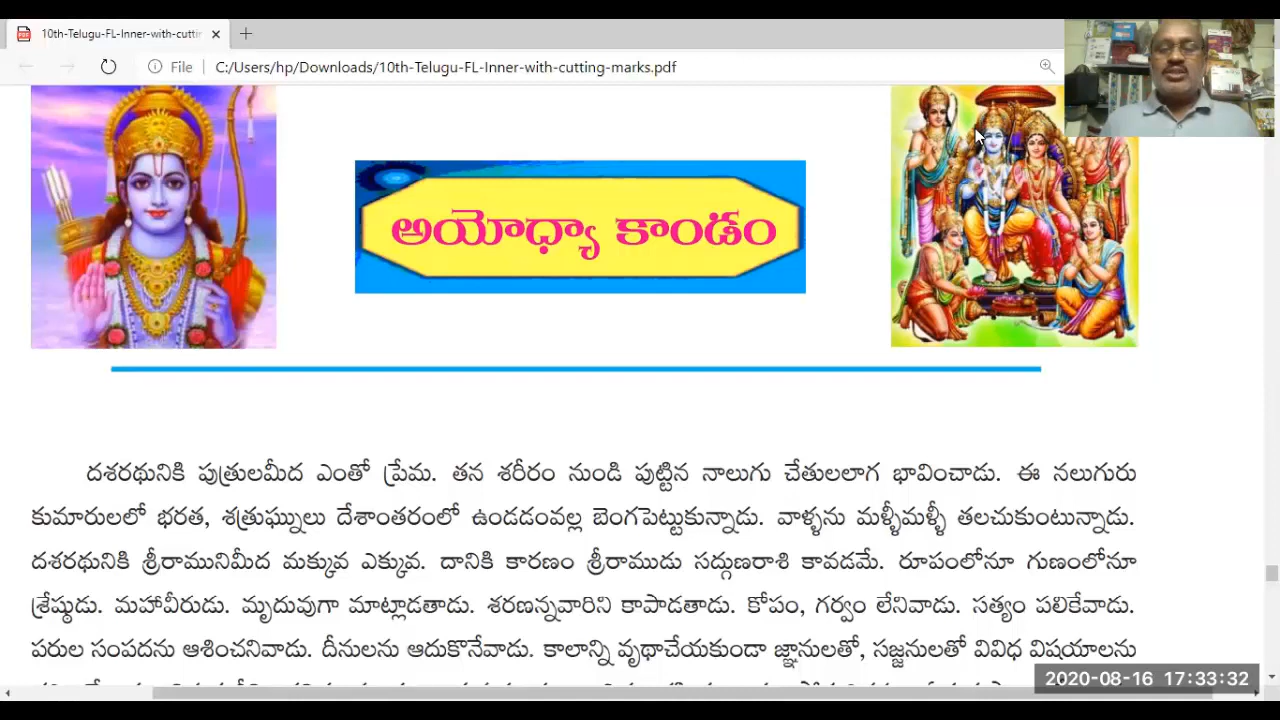 10th-Telugu-FL-Inner-with-cuttin
File
C:/Users/hp/Downloads/10th-Telugu-FL-Inner-with-cutting-marks.pdf
అయోధ్యా కాండం
దశరథునికి పుత్రులమీద ఎంతో ప్రేమ. తన శరీరం నుండి పుట్టిన నాలుగు చేతులలాగ భావించాడు. ఈ నలుగురు
కుమారులలో భరత, శత్రుఘ్నులు దేశాంతరంలో ఉండడంవల్ల బెంగపెట్టుకున్నాడు. వాళ్ళను మళ్ళీమళ్ళీ తలచుకుంటున్నాడు.
దశరథునికి శ్రీరామునిమీద మక్కువ ఎక్కువ. దానికి కారణం శ్రీరాముడు సద్గుణరాశి కావడమే. రూపంలోనూ గుణంలోనూ
శ్రేష్ఠుడు. మహావీరుడు. మృదువుగా మాట్లాడతాడు. శరణన్నవారిని కాపాడతాడు. కోపం, గర్వం లేనివాడు. సత్యం పలికేవాడు.
పరుల సంపదను ఆశించనివాడు. దీనులను ఆదుకొనేవాడు. కాలాన్ని వృథాచేయకుండా జ్ఞానులతో, సజ్జనులతో వివిధ విషయాలను
2020-08-16 17:33:32